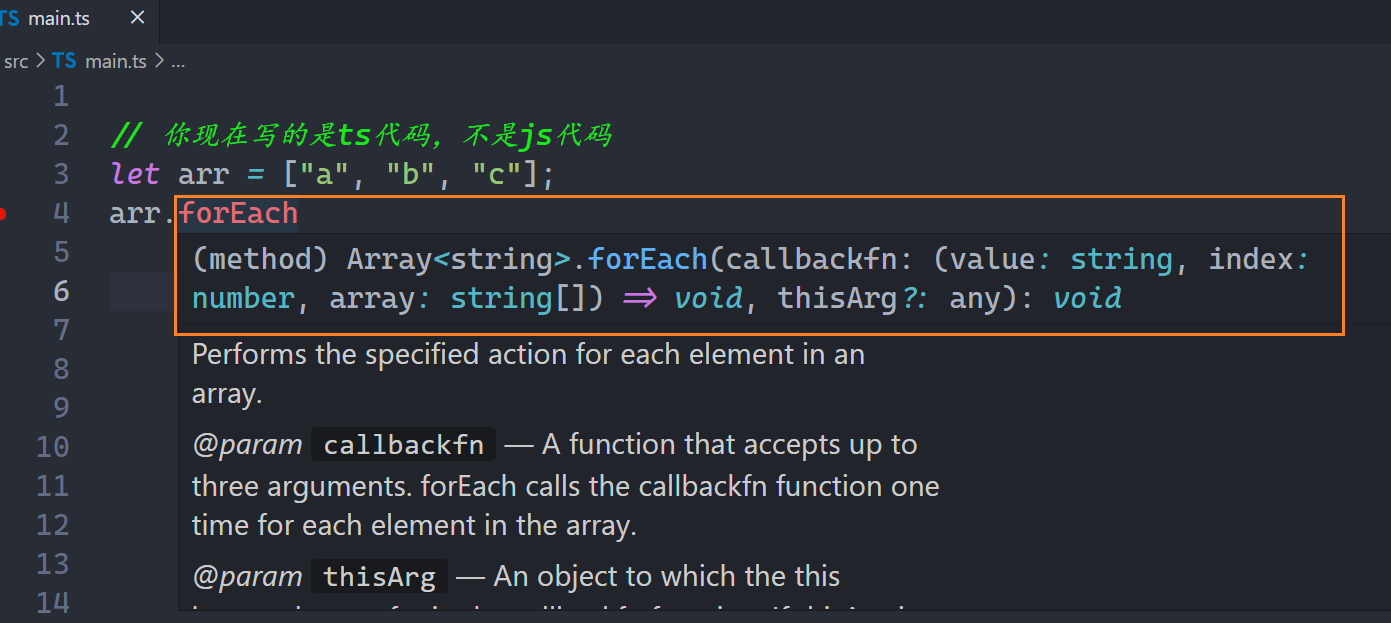 TS main.ts ×
src > TS main.ts > ...
1
2 // 你现在写的是ts代码，不是js代码
3 let arr = ["a", "b", "c"];
4 arr.forEach
5 (method) Array<string>.forEach(callbackfn: (value: string, index:
6 number, array: string[]) => void, thisArg?: any): void
7
8 Performs the specified action for each element in an
9 array.
10 @param callbackfn — A function that accepts up to
11 three arguments. forEach calls the callbackfn function one
12 time for each element in the array.
13 @param thisArg — An object to which the this
14